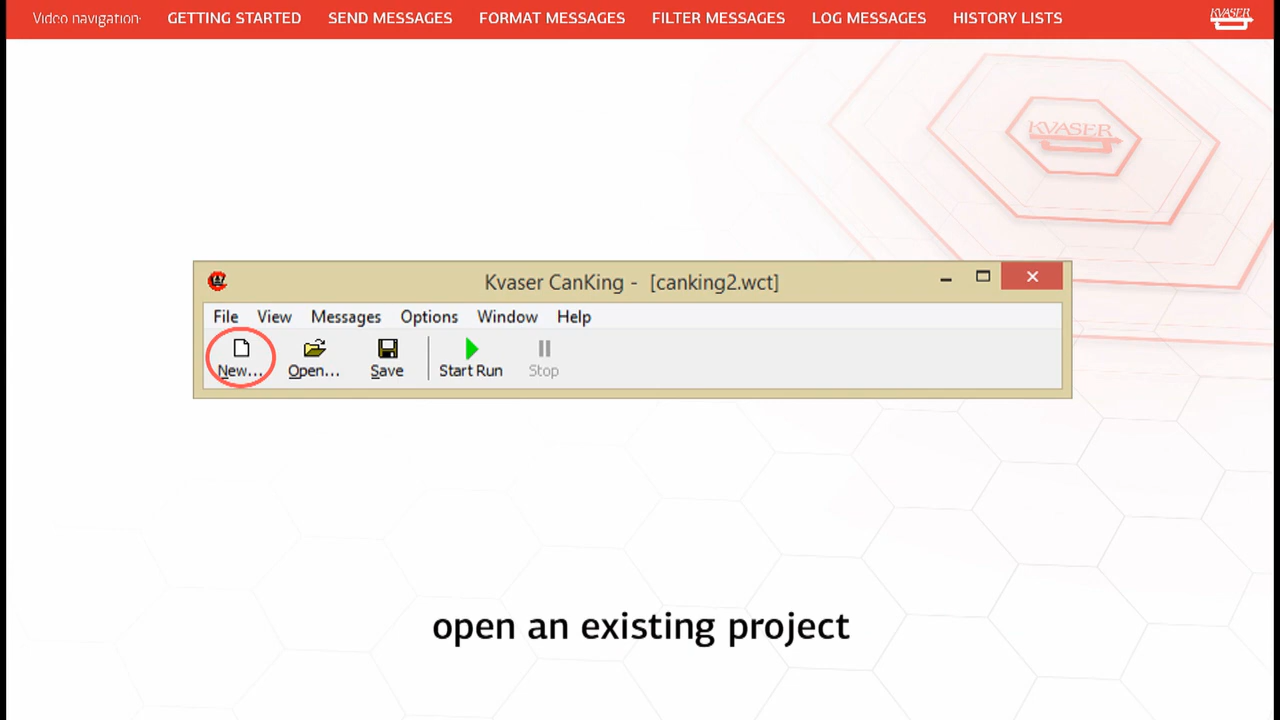 Video navigation: GETTING STARTED SEND MESSAGES FORMAT MESSAGES FILTER MESSAGES LOG MESSAGES HISTORY LISTS KVASER
KVASER
Kvaser CanKing - [canking2.wct]
File View Messages Options Window Help
New... Open... Save Start Run Stop
open an existing project